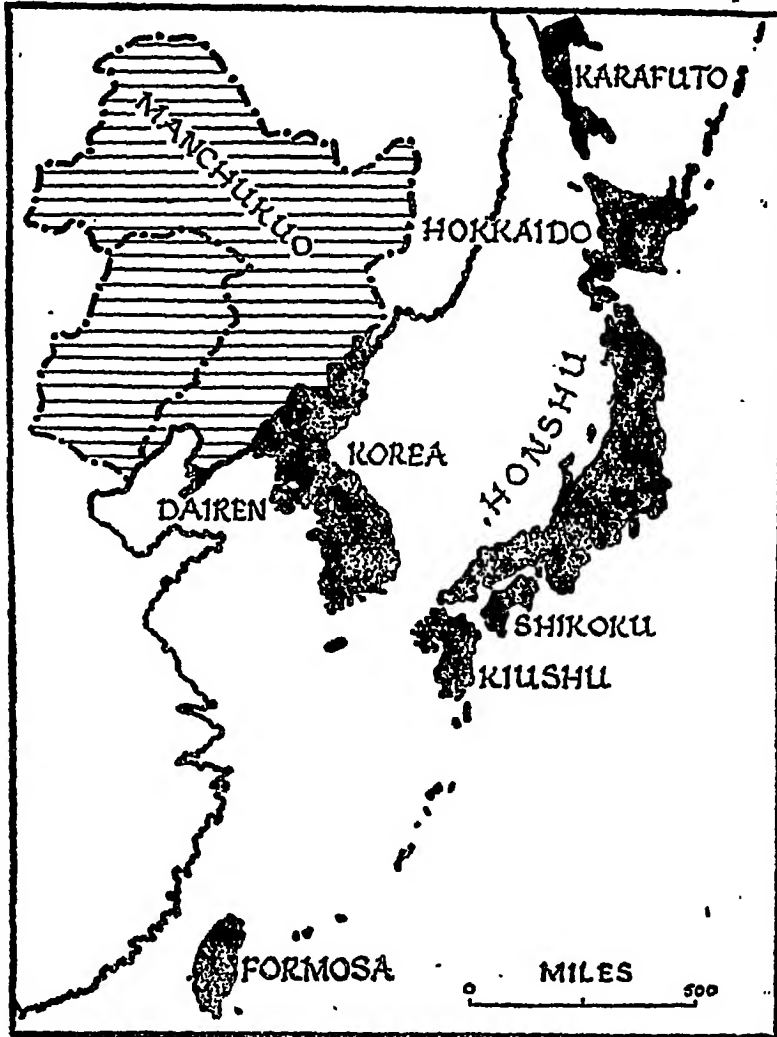 KARAFUTO
MANCHUKUO
HOKKAIDO
HONSHU
KOREA
DAIREN
SHIKOKU
KIUSHU
FORMOSA
MILES
0 500